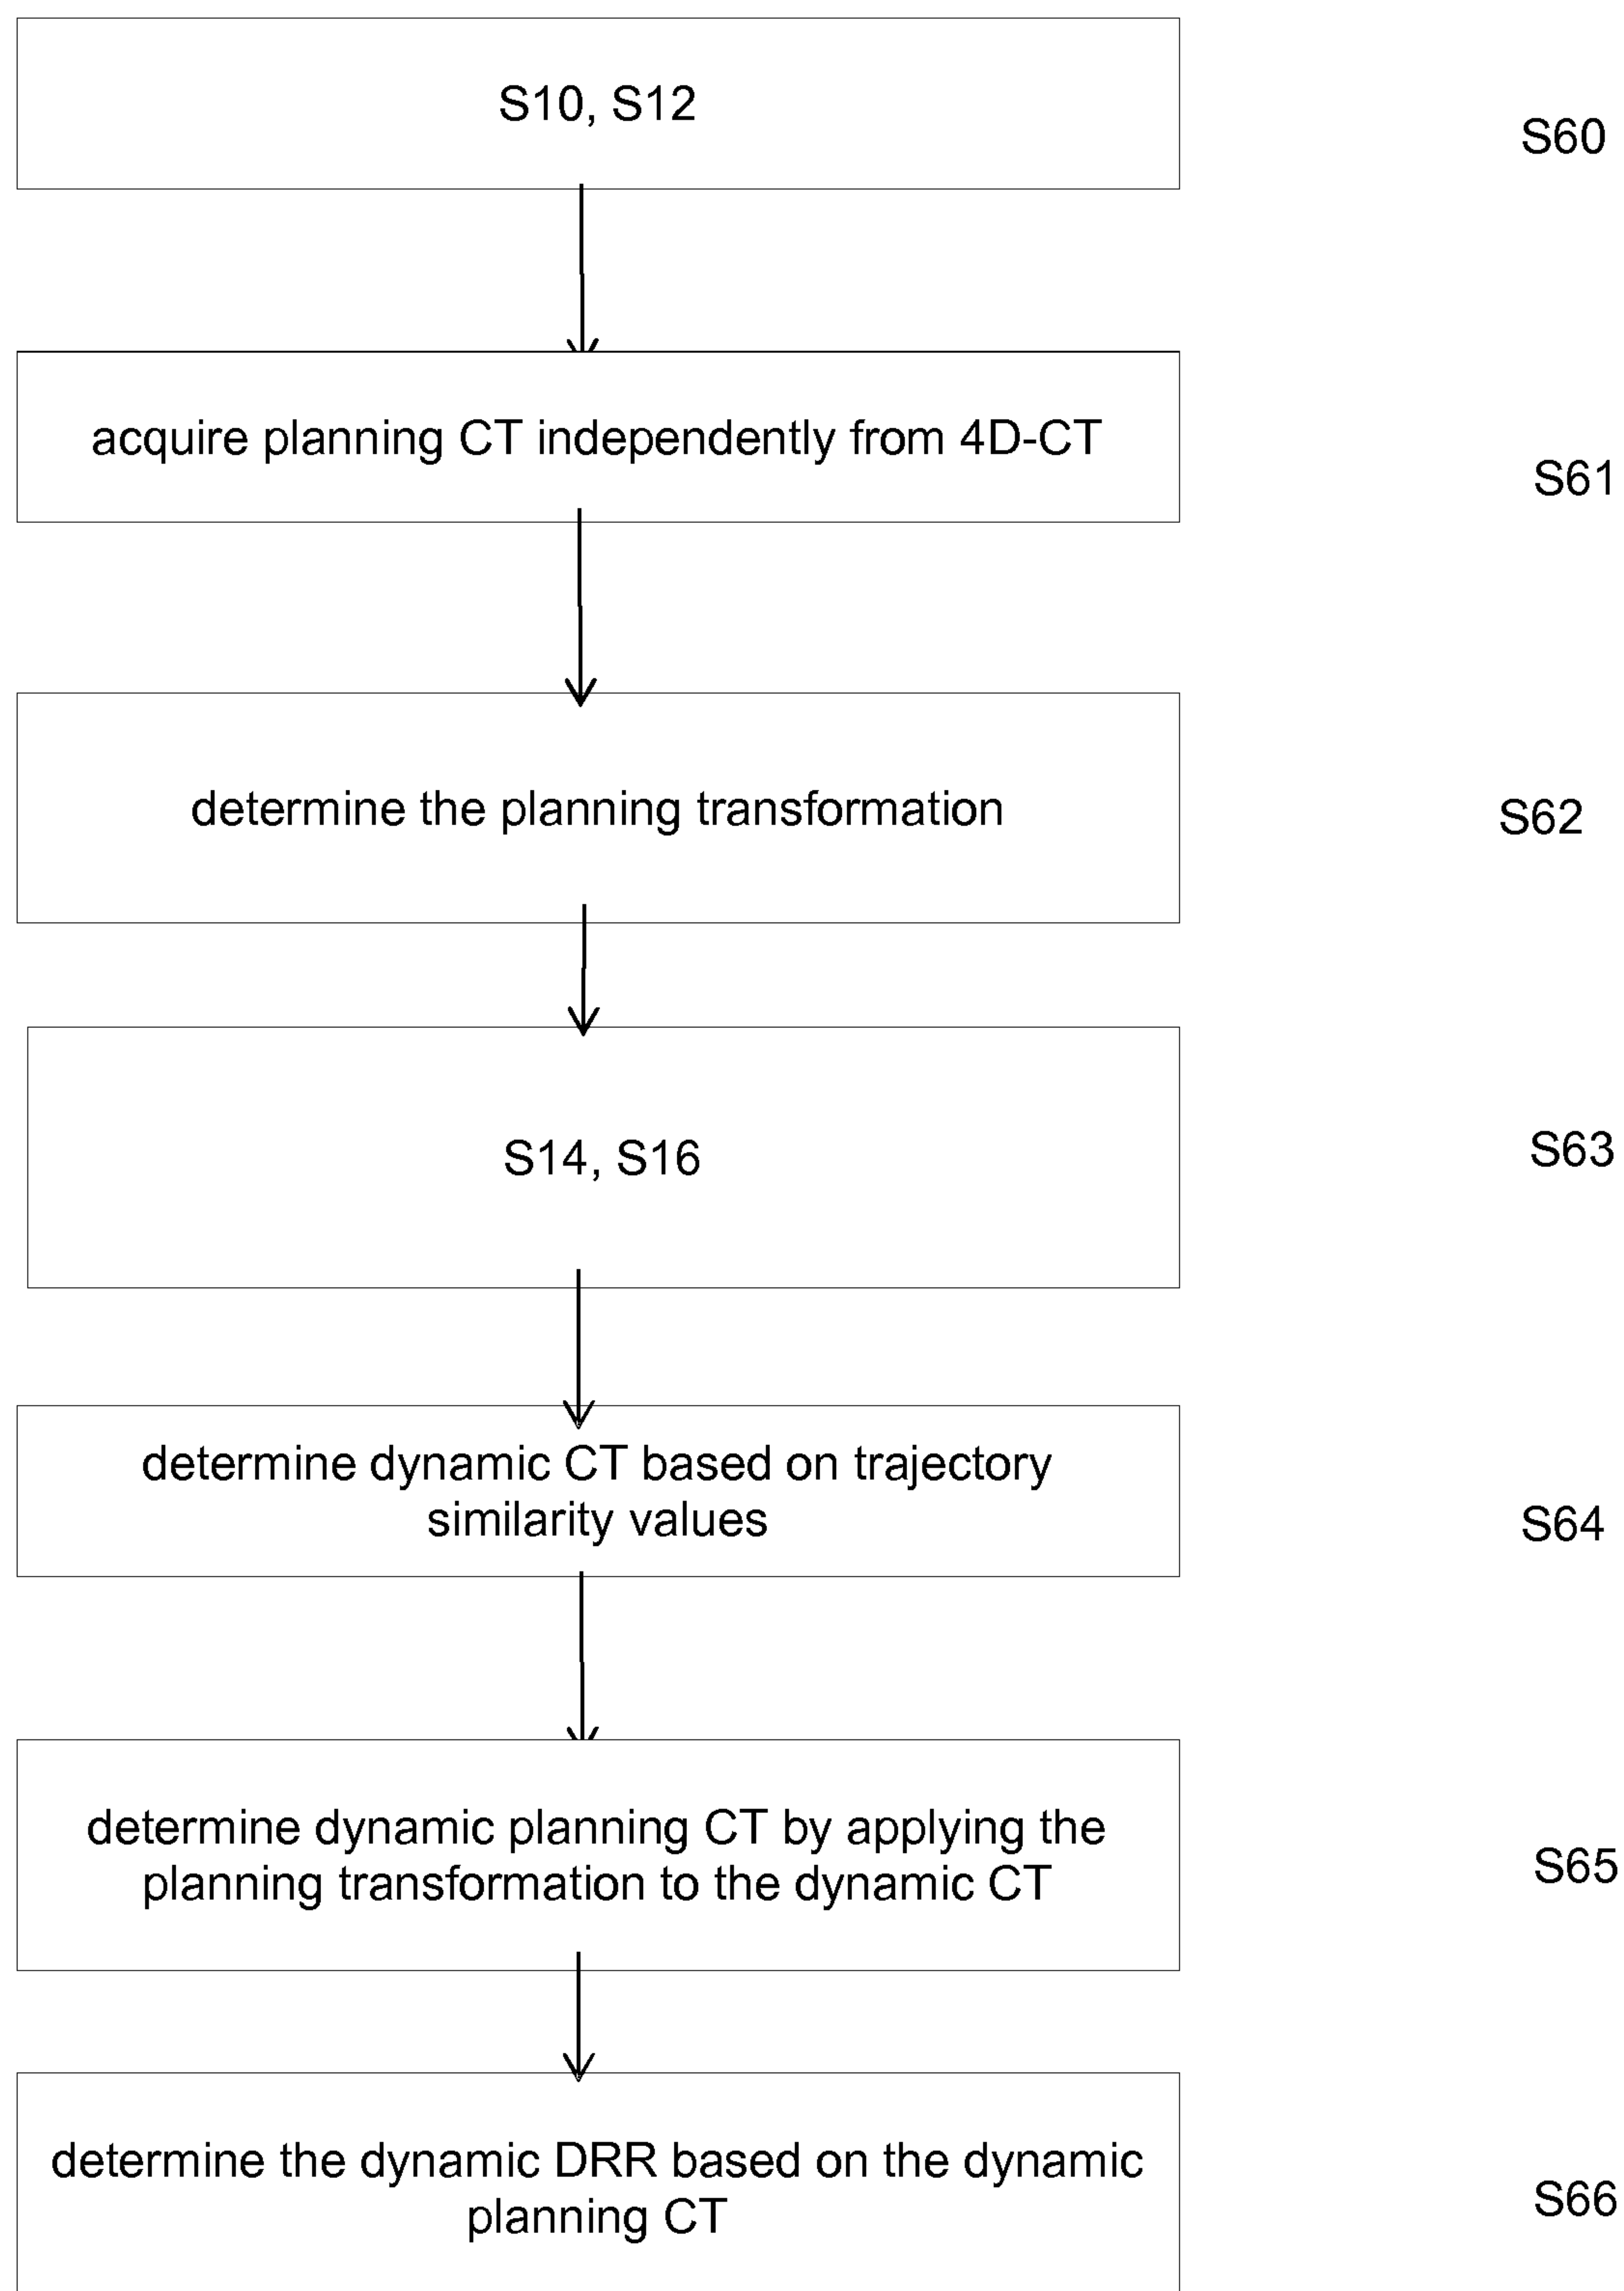 S10, S12
S60
acquire planning CT independently from 4D-CT
S61
determine the planning transformation
S62
S14, S16
S63
determine dynamic CT based on trajectory
similarity values
S64
determine dynamic planning CT by applying the
planning transformation to the dynamic CT
S65
determine the dynamic DRR based on the dynamic
planning CT
S66